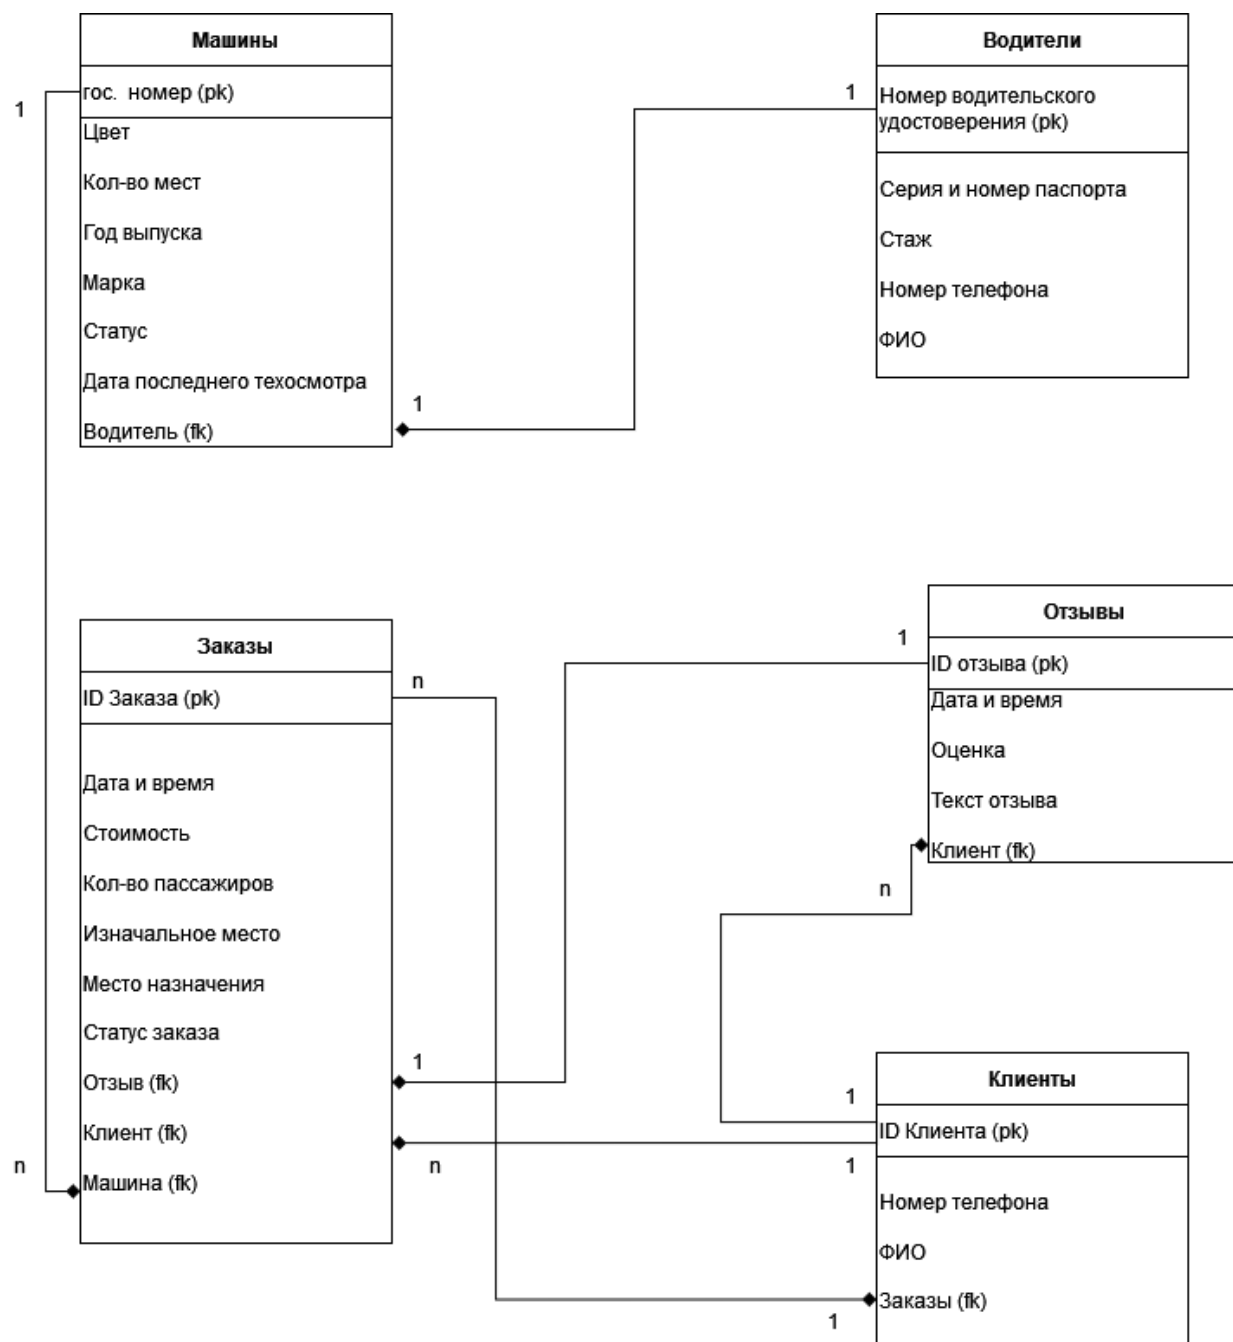 Машины
гос. номер (pk)
Цвет
Кол-во мест
Год выпуска
Марка
Статус
Дата последнего техосмотра
Водитель (fk)
1
1
1
Водители
Номер водительского
удостоверения (pk)
Серия и номер паспорта
Стаж
Номер телефона
ФИО
Заказы
ID Заказа (pk)
Дата и время
Стоимость
Кол-во пассажиров
Изначальное место
Место назначения
Статус заказа
Отзыв (fk)
Клиент (fk)
Машина (fk)
n
n
1
n
1
Отзывы
ID отзыва (pk)
Дата и время
Оценка
Текст отзыва
Клиент (fk)
n
1
1
1
Клиенты
ID Клиента (pk)
Номер телефона
ФИО
Заказы (fk)